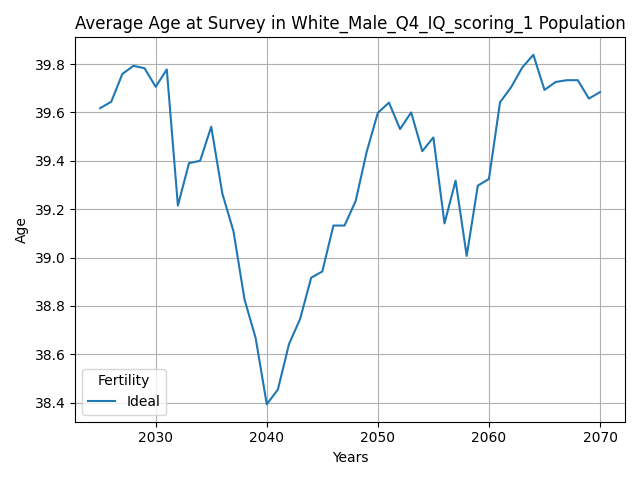 Average Age at Survey in White_Male_Q4_IQ_scoring_1 Population
39.8
39.6
39.4
39.2
39.0
38.8
38.6
38.4
Age
Fertility
Ideal
2030 2040 2050 2060 2070
Years